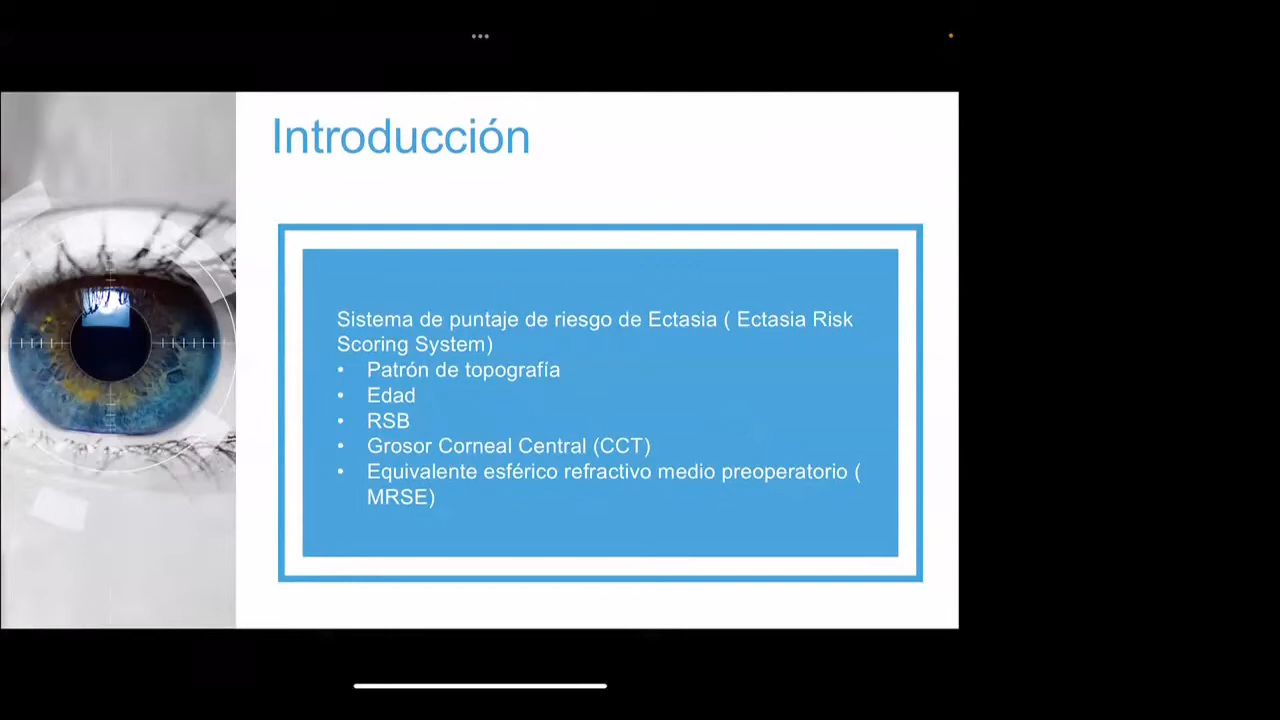 Introducción
Sistema de puntaje de riesgo de Ectasia ( Ectasia Risk
Scoring System)
• Patrón de topografía
• Edad
• RSB
• Grosor Corneal Central (CCT)
• Equivalente esférico refractivo medio preoperatorio (
MRSE)